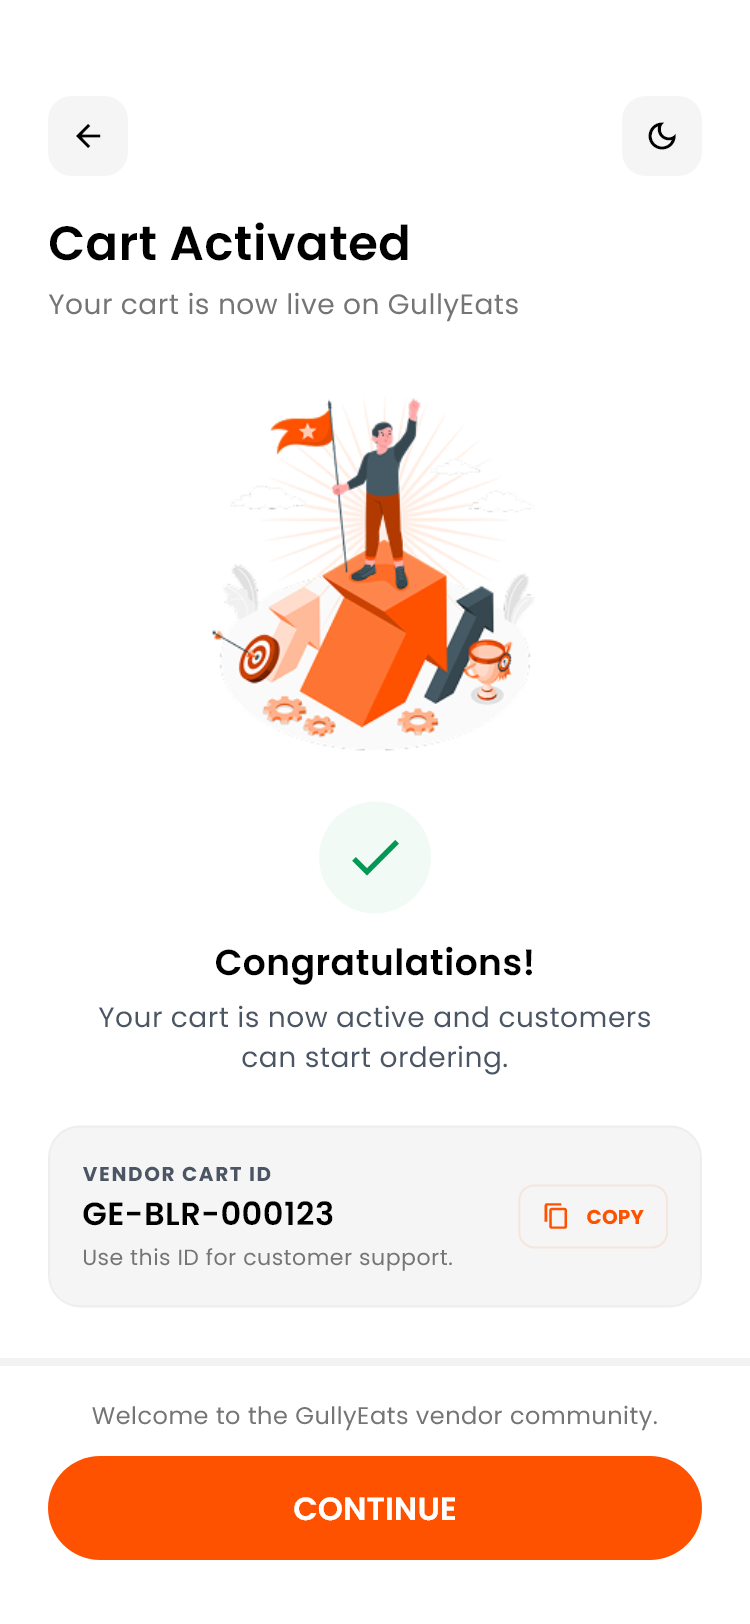 Cart Activated
Your cart is now live on GullyEats
Congratulations!
Your cart is now active and customers
can start ordering.
VENDOR CART ID
GE-BLR-000123
COPY
Use this ID for customer support.
Welcome to the GullyEats vendor community.
CONTINUE